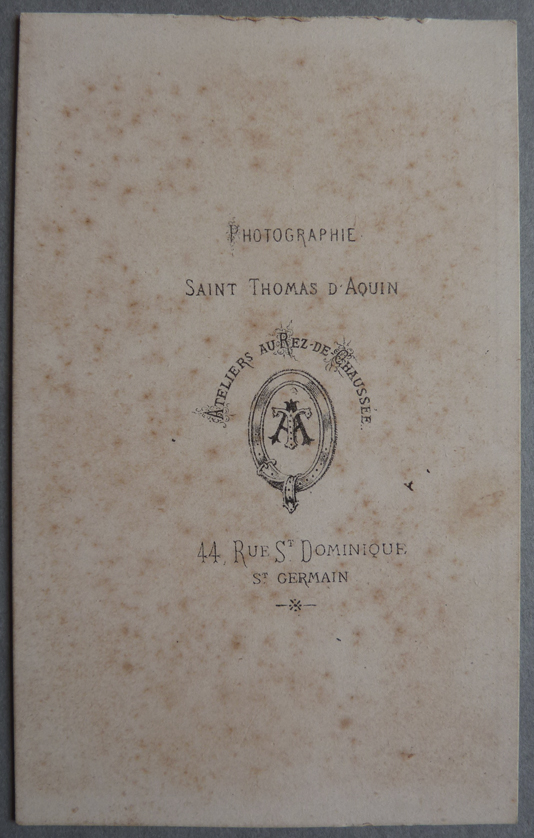 PHOTOGRAPHIE
SAINT THOMAS D'AQUIN
ATELIERS AU REZ-DE-CHAUSSÉE.
TA
44, RUE ST DOMINIQUE
ST GERMAIN